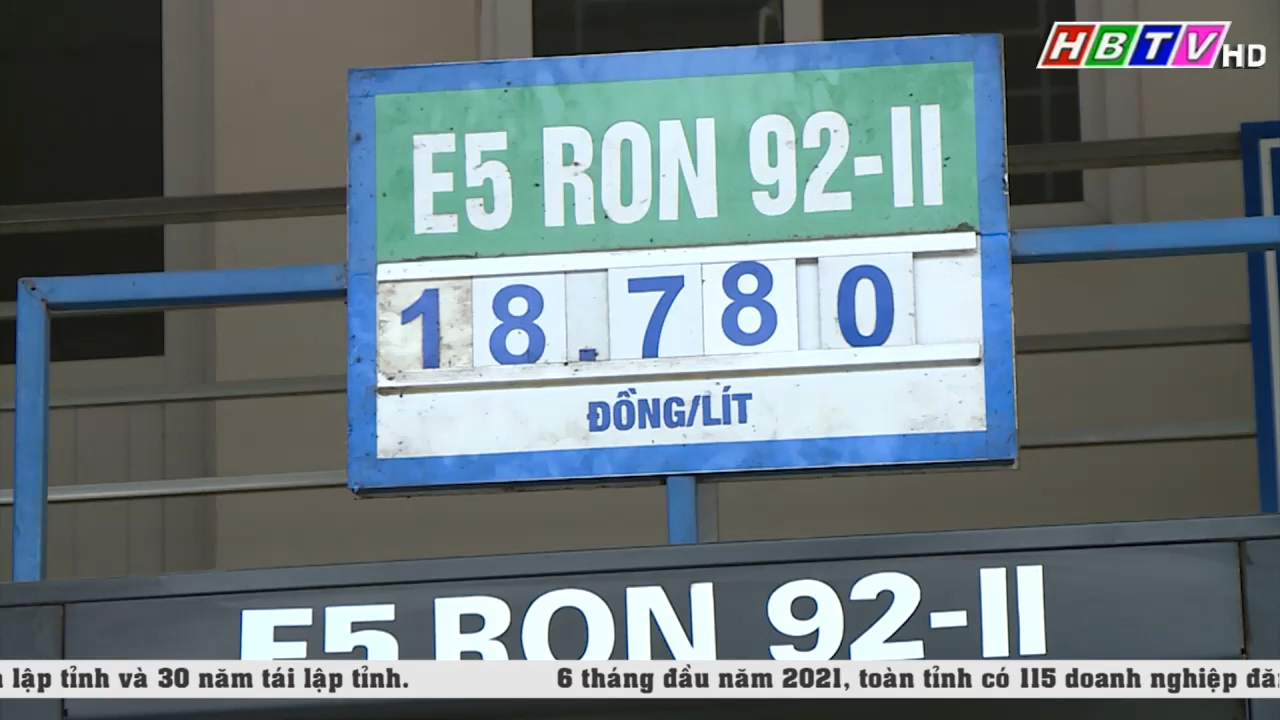 HBTV HD
E5 RON 92-II
18.780
ĐỒNG/LÍT
E5 RON 92-II
lập tỉnh và 30 năm tái lập tỉnh. 6 tháng đầu năm 2021, toàn tỉnh có 115 doanh nghiệp